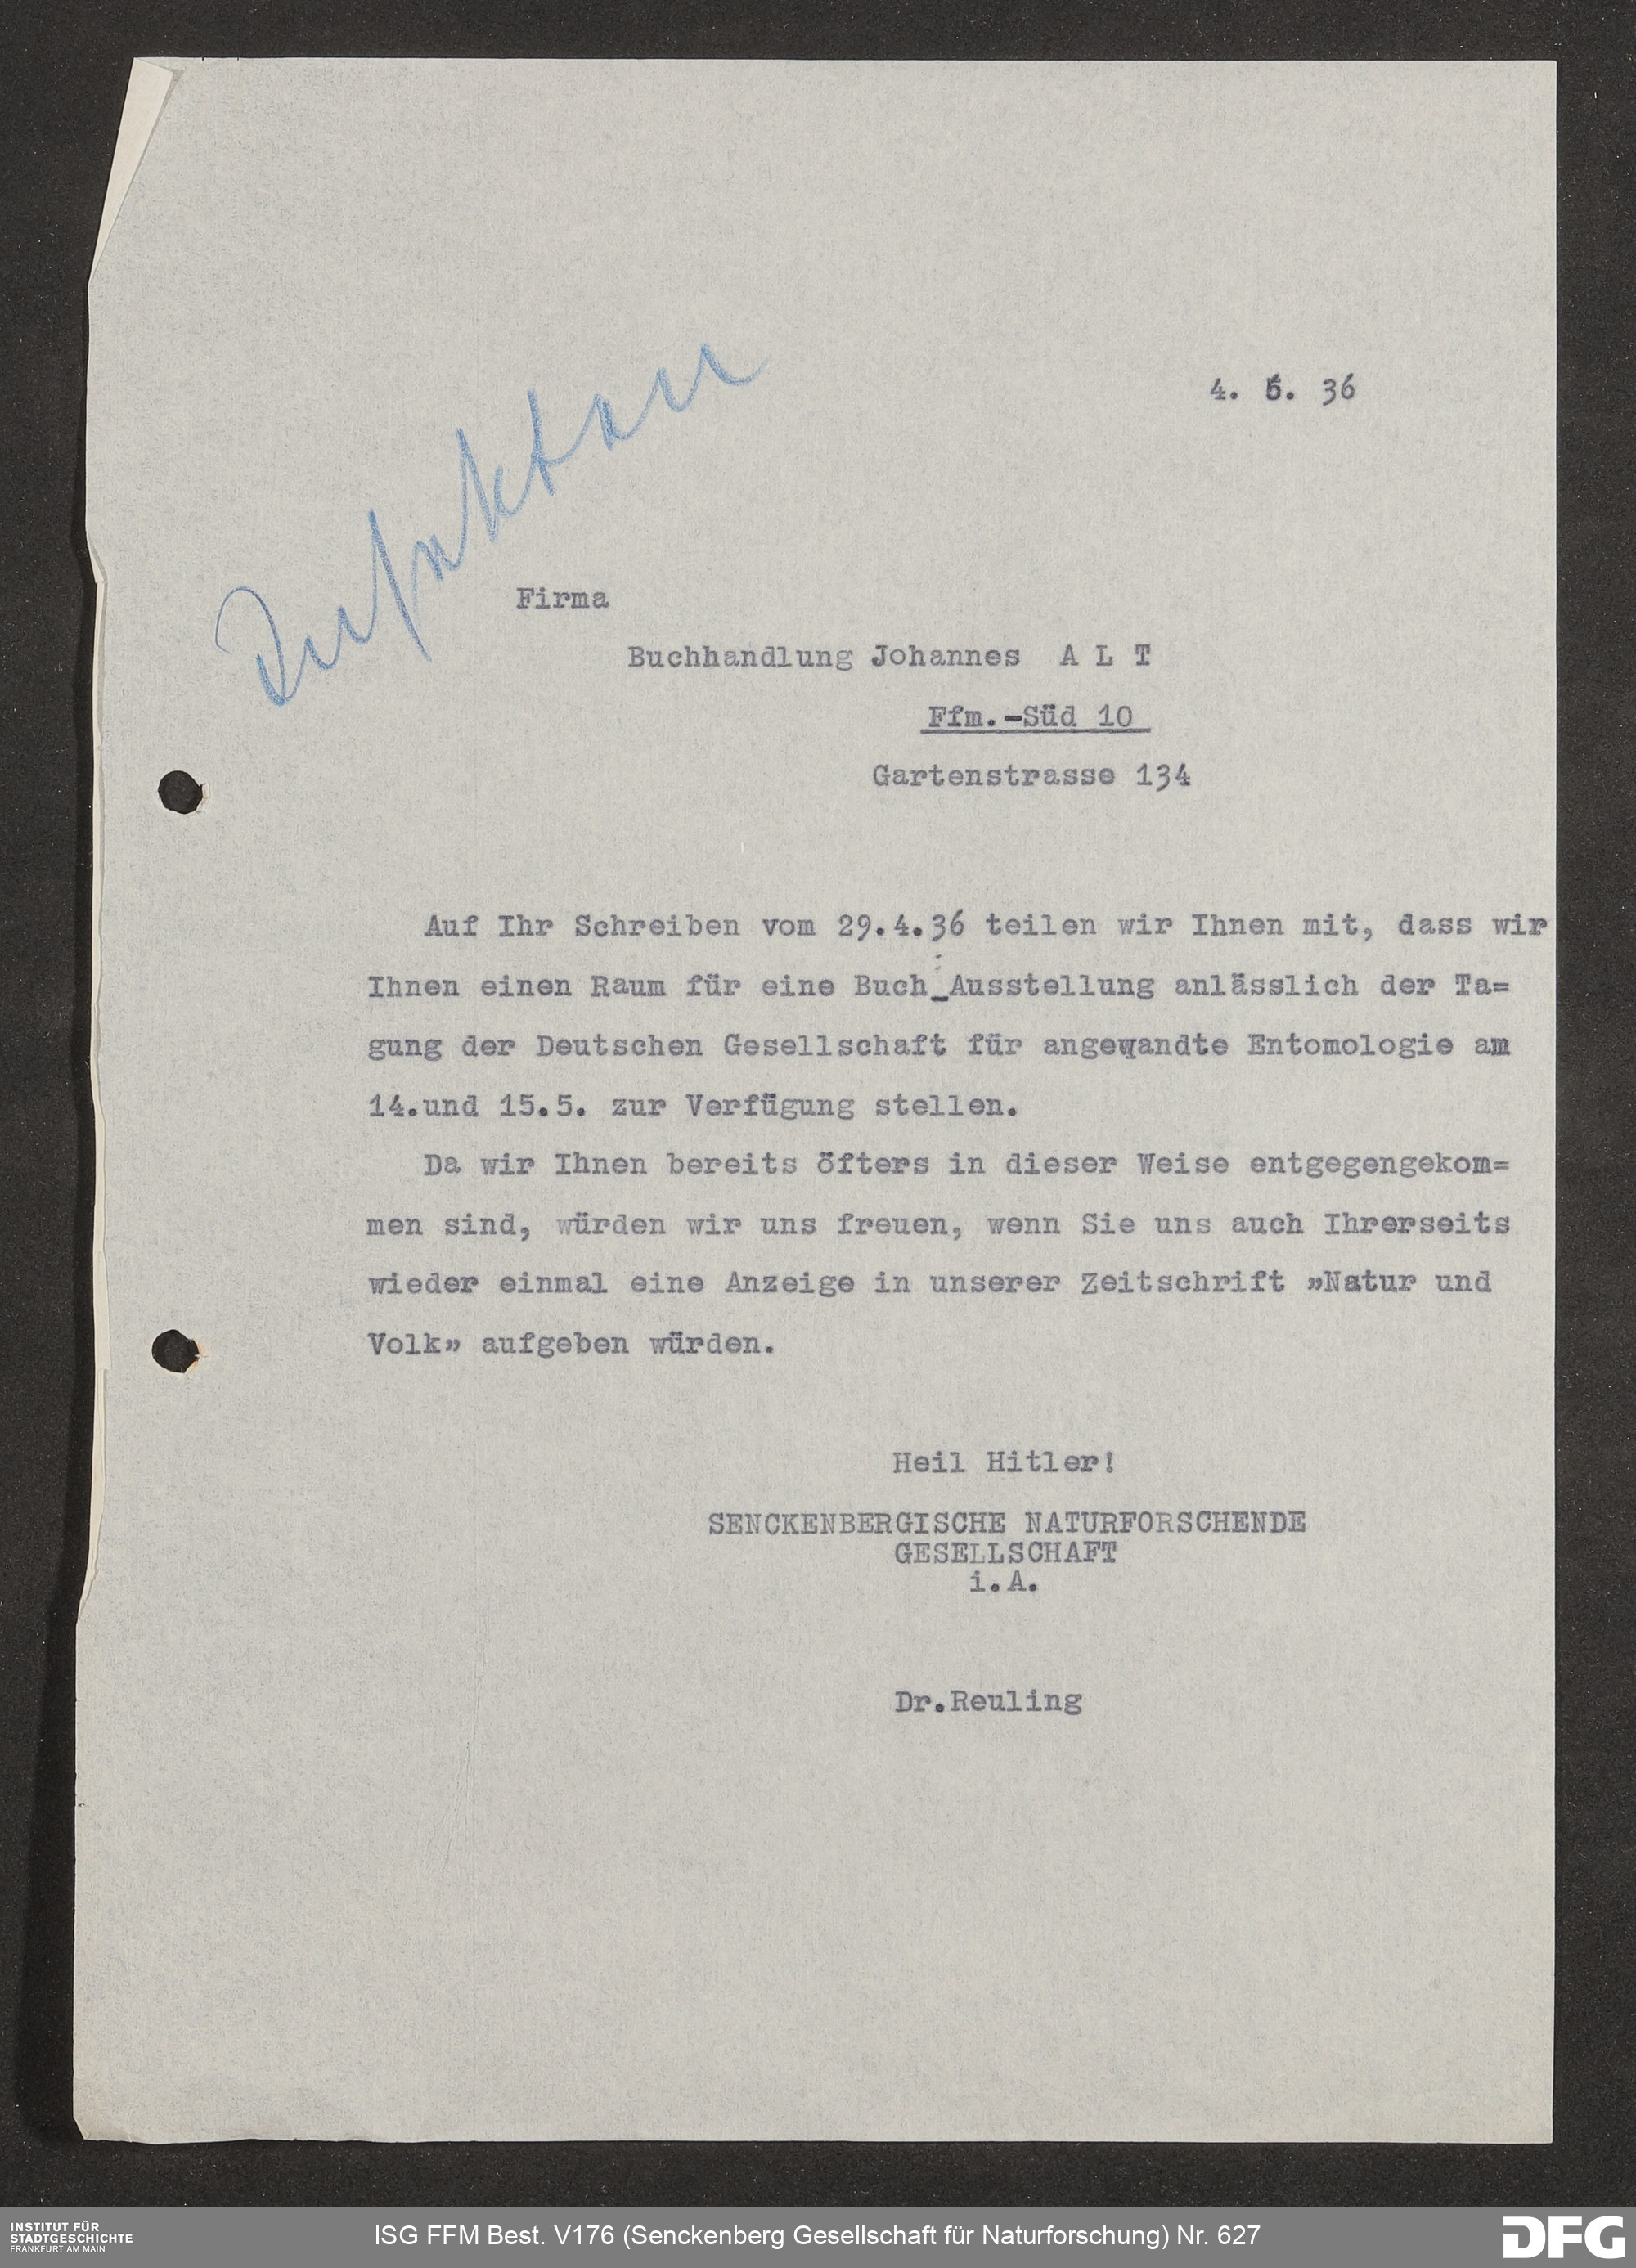 4. 5. 36
Firma
Buchhandlung Johannes A L T
Ffm.-Süd 10
Gartenstrasse 134
Auf Ihr Schreiben vom 29.4.36 teilen wir Ihnen mit, dass wir
Ihnen einen Raum für eine Buch-Ausstellung anlässlich der Ta=
gung der Deutschen Gesellschaft für angewandte Entomologie am
14.und 15.5. zur Verfügung stellen.
Da wir Ihnen bereits öfters in dieser Weise entgegengekom=
men sind, würden wir uns freuen, wenn Sie uns auch Ihrerseits
wieder einmal eine Anzeige in unserer Zeitschrift »Natur und
Volk» aufgeben würden.
Heil Hitler!
SENCKENBERGISCHE NATURFORSCHENDE
GESELLSCHAFT
i.A.
Dr.Reuling
INSTITUT FÜR
STADTGESCHICHTE
FRANKFURT AM MAIN
ISG FFM Best. V176 (Senckenberg Gesellschaft für Naturforschung) Nr. 627
DFG